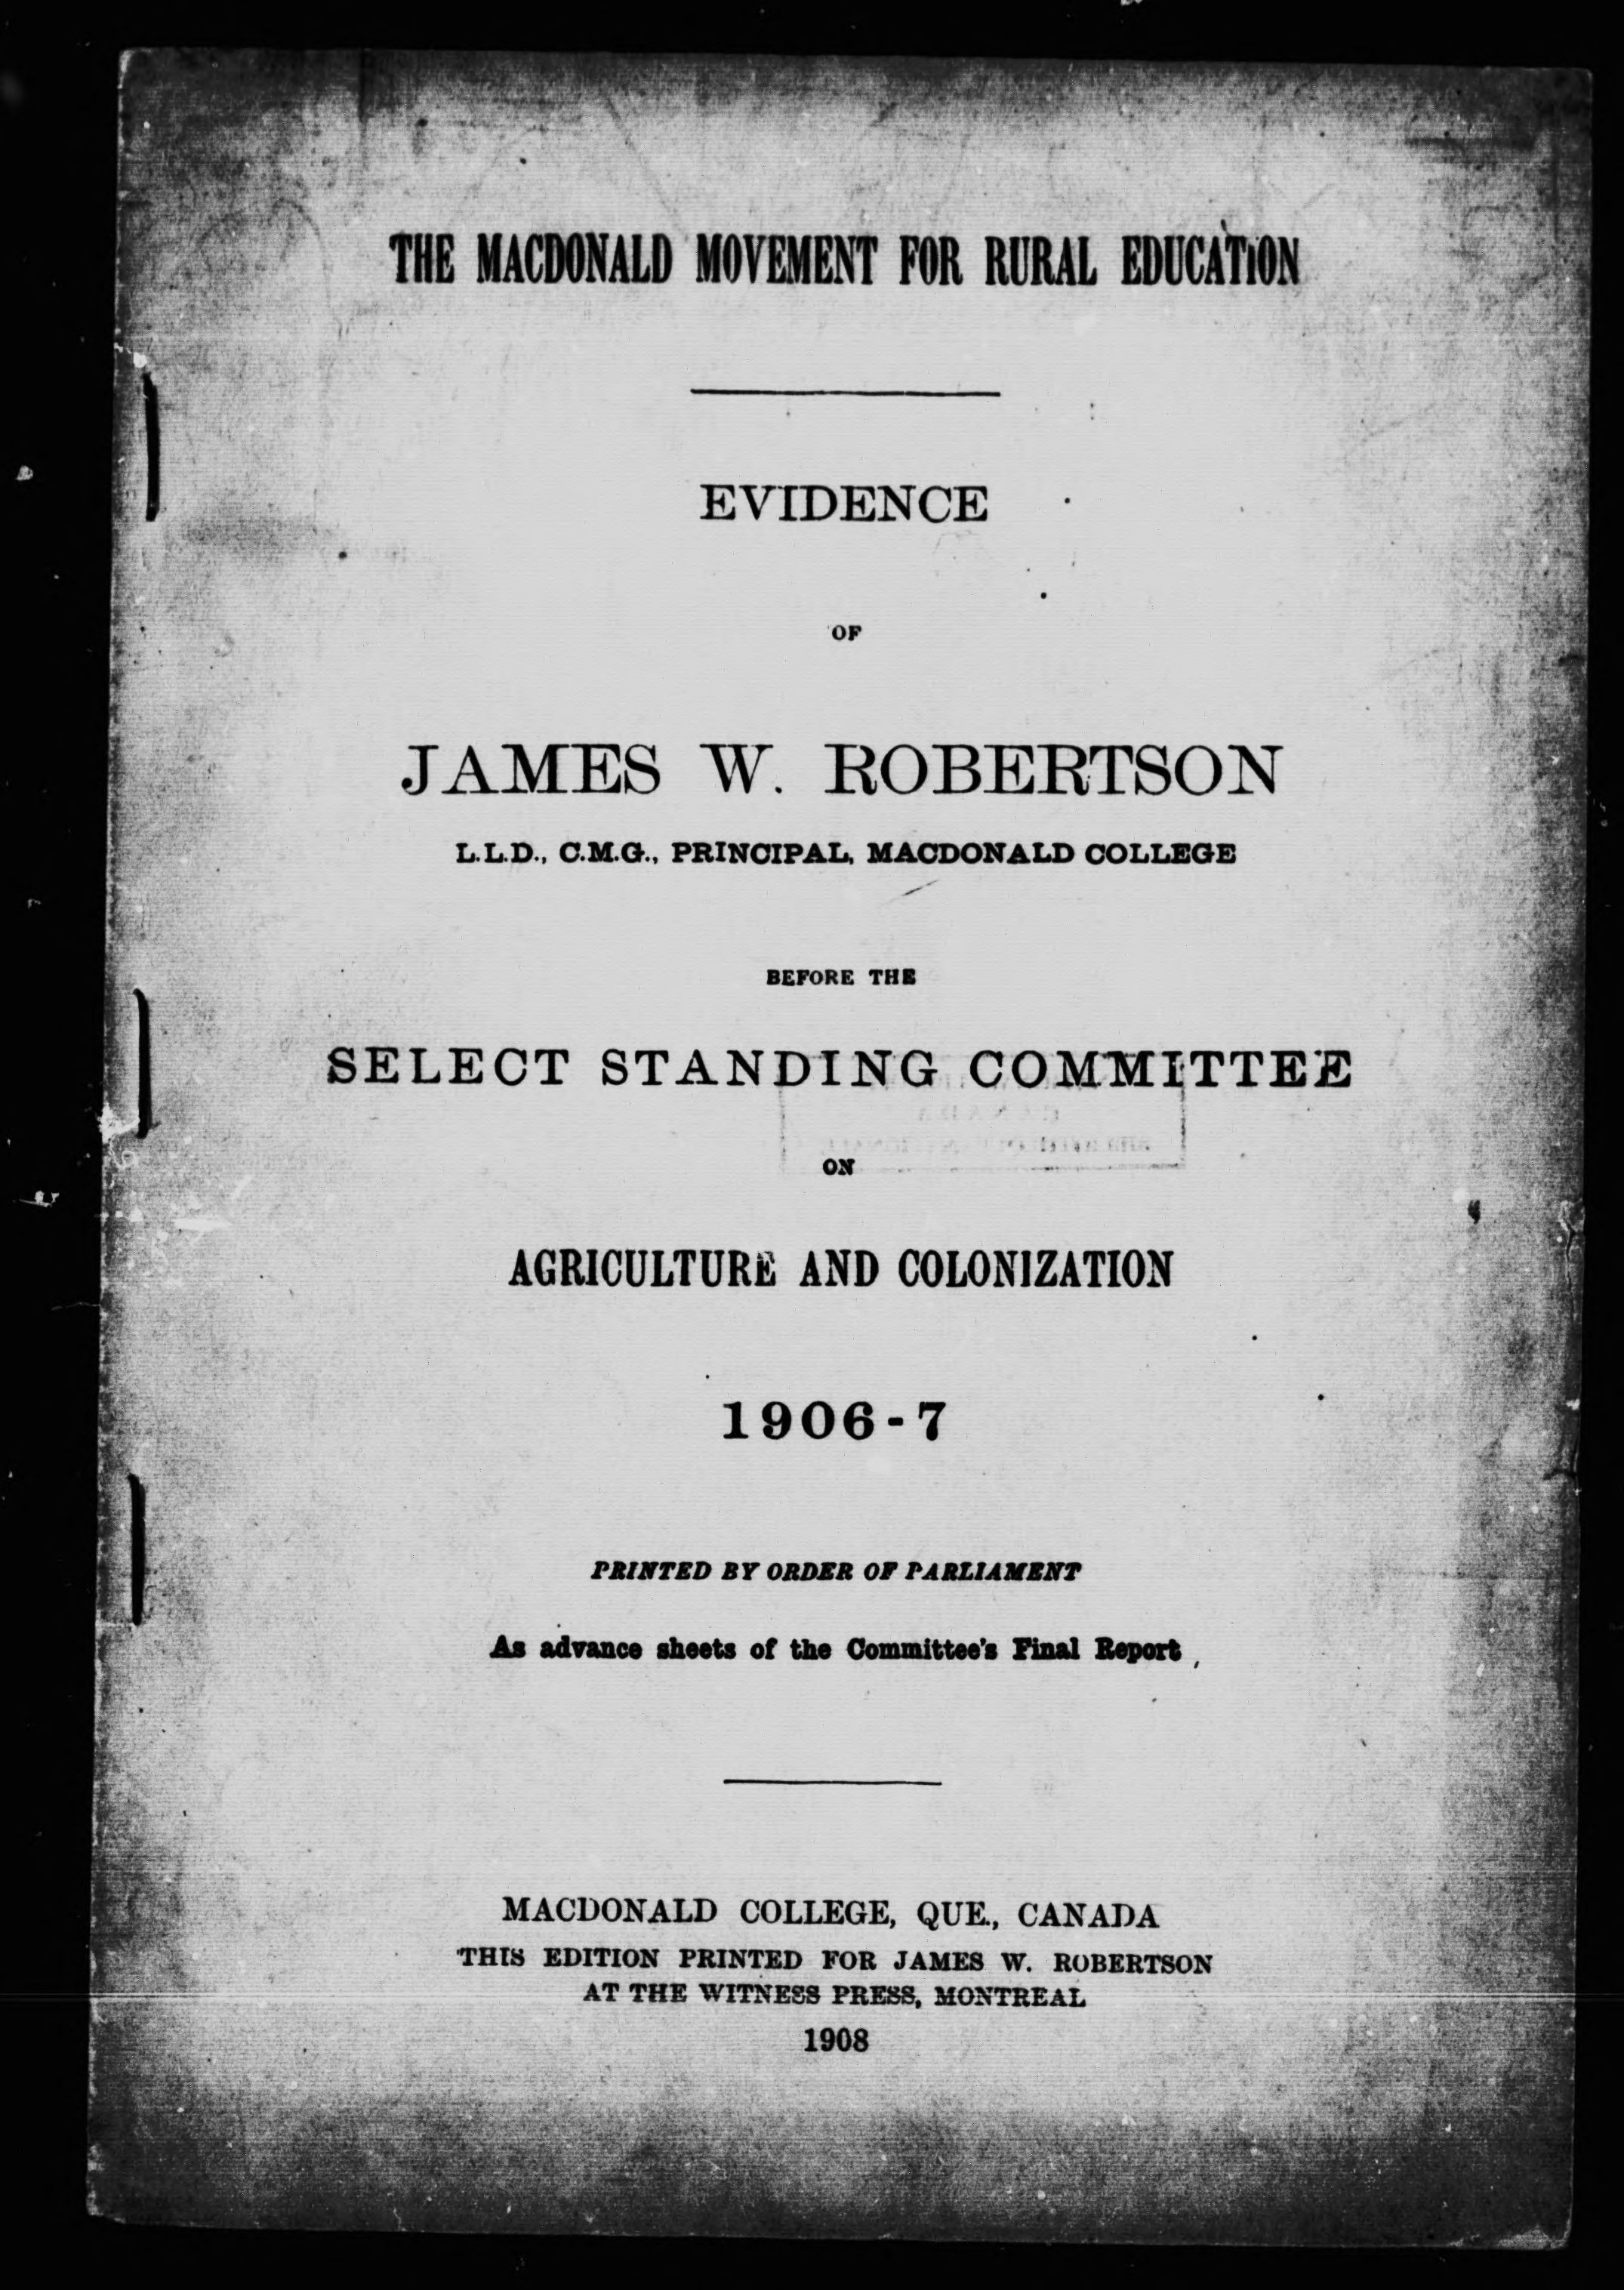 THE MACDONALD MOVEMENT FOR RURAL EDUCATION
EVIDENCE
OF
JAMES W. ROBERTSON
L.L.D., C.M.G., PRINCIPAL, MACDONALD COLLEGE
BEFORE THE
SELECT STANDING COMMITTEE
ON
AGRICULTURE AND COLONIZATION
1906-7
PRINTED BY ORDER OF PARLIAMENT
As advance sheets of the Committee's Final Report
MACDONALD COLLEGE, QUE., CANADA
THIS EDITION PRINTED FOR JAMES W. ROBERTSON
AT THE WITNESS PRESS, MONTREAL
1908